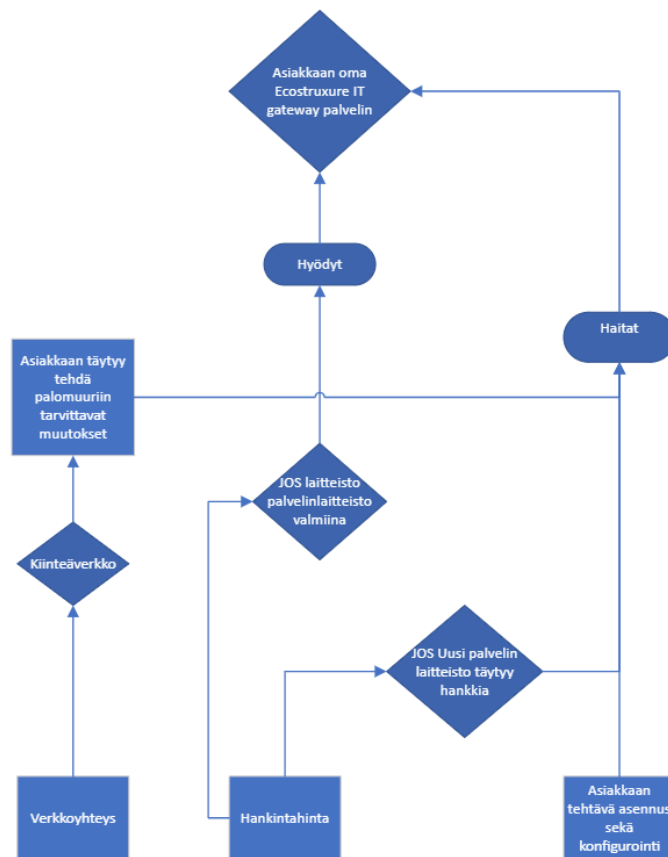 Asiakkaan oma
Ecostruxure IT
gateway palvelin
Hyödyt
Haitat
Asiakkaan täytyy
tehdä
palomuuriin
tarvittavat
muutokset
JOS laitteisto
palvelinlaitteisto
valmiina
Kiinteäverkko
JOS Uusi palvelin
laitteisto täytyy
hankkia
Verkkoyhteys
Hankintahinta
Asiakkaan
tehtävä asennus
sekä
konfigurointi